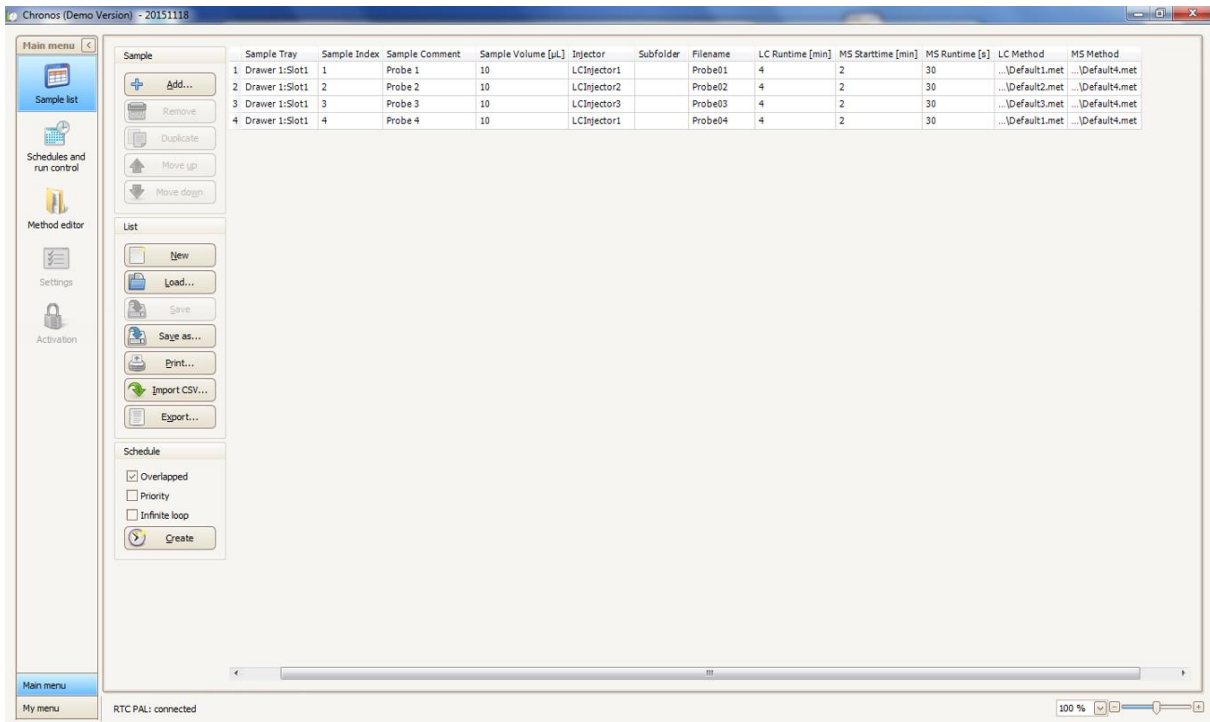 Chronos (Demo Version) - 20151118
Main menu
Sample list
Schedules and
run control
Method editor
Settings
Activation
Main menu
My menu
Sample
Add...
Remove
Duplicate
Move up
Move down
List
New
Load...
Save
Save as...
Print...
Import CSV...
Export...
Schedule
Overlapped
Priority
Infinite loop
Create
Sample Tray Sample Index Sample Comment Sample Volume [µL] Injector Subfolder Filename LC Runtime [min] MS Starttime [min] MS Runtime [s] LC Method MS Method
1 Drawer 1:Slot1 1 Probe 1 10 LCInjector1 Probe01 4 2 30 ...\Default1.met ...\Default4.met
2 Drawer 1:Slot1 2 Probe 2 10 LCInjector2 Probe02 4 2 30 ...\Default2.met ...\Default4.met
3 Drawer 1:Slot1 3 Probe 3 10 LCInjector3 Probe03 4 2 30 ...\Default3.met ...\Default4.met
4 Drawer 1:Slot1 4 Probe 4 10 LCInjector1 Probe04 4 2 30 ...\Default1.met ...\Default4.met
RTC PAL: connected
100 %